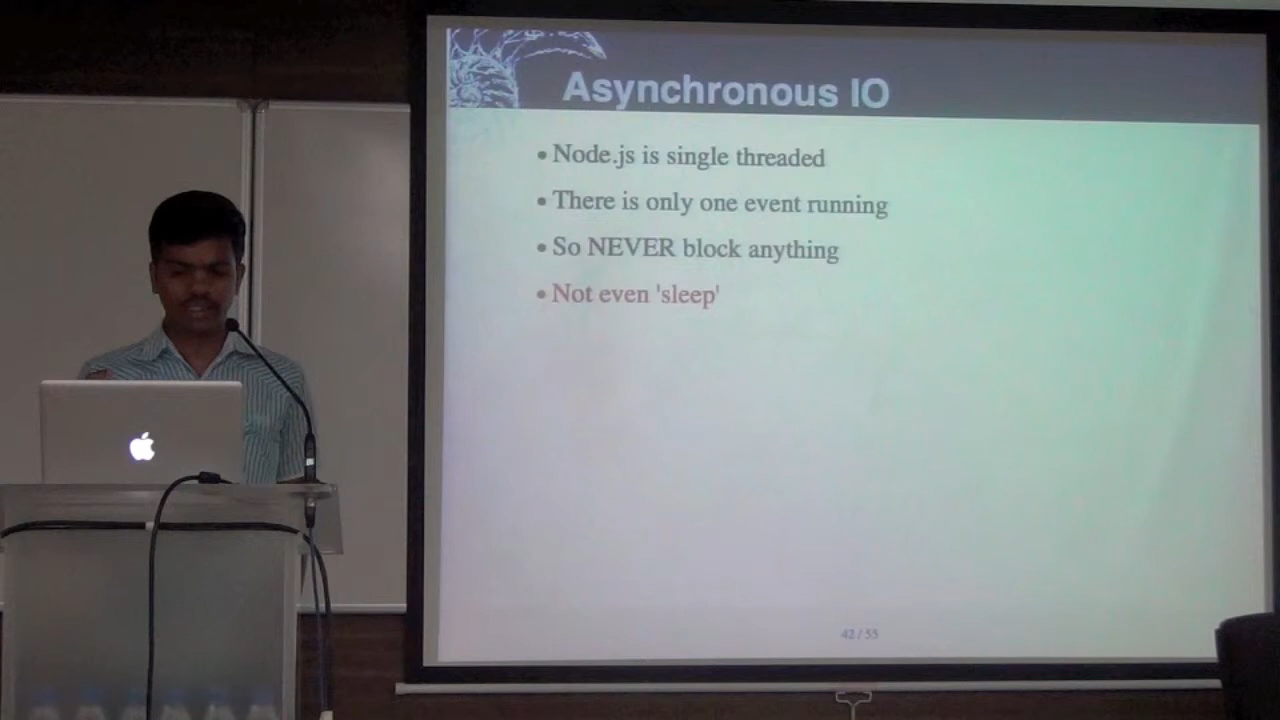 Asynchronous IO
• Node.js is single threaded
• There is only one event running
• So NEVER block anything
• Not even 'sleep'
42 / 55